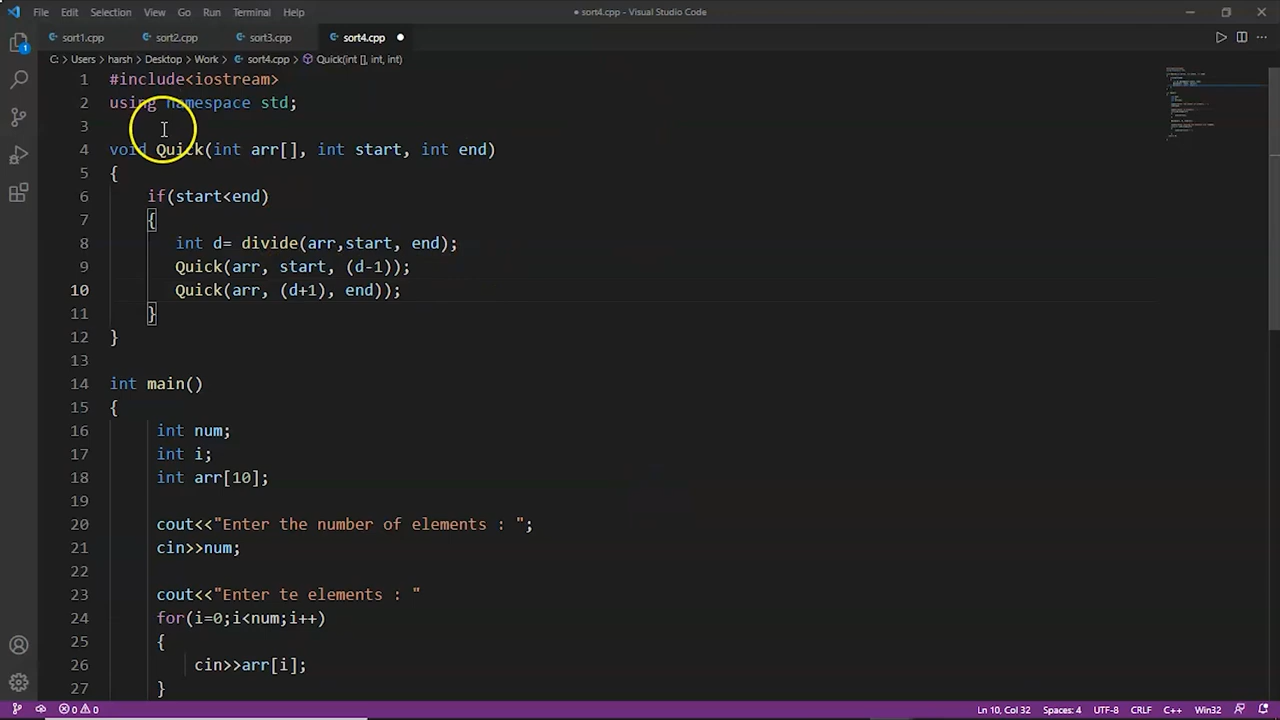 File Edit Selection View Go Run Terminal Help
● sort4.cpp - Visual Studio Code
sort1.cpp sort2.cpp sort3.cpp sort4.cpp ●
C: > Users > harsh > Desktop > Work > sort4.cpp > Quick(int [], int, int)
1 #include<iostream>
2 using namespace std;
3
4 void Quick(int arr[], int start, int end)
5 {
6 if(start<end)
7 {
8 int d= divide(arr,start, end);
9 Quick(arr, start, (d-1));
10 Quick(arr, (d+1), end));
11 }
12 }
13
14 int main()
15 {
16 int num;
17 int i;
18 int arr[10];
19
20 cout<<"Enter the number of elements : ";
21 cin>>num;
22
23 cout<<"Enter te elements : "
24 for(i=0;i<num;i++)
25 {
26 cin>>arr[i];
27 }
0 0 Ln 10, Col 32 Spaces: 4 UTF-8 CRLF C++ Win32